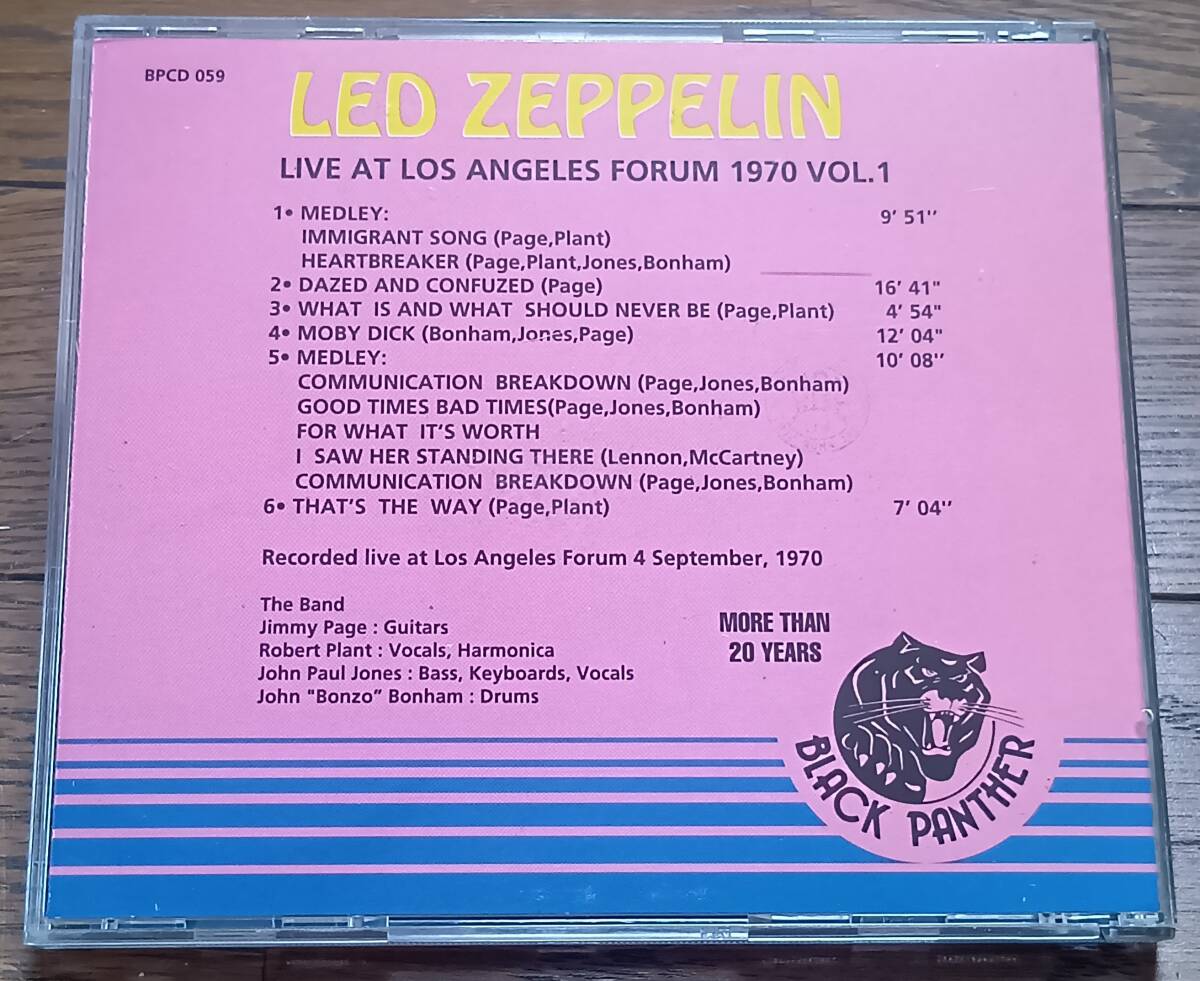 BPCD 059
LED ZEPPELIN
LIVE AT LOS ANGELES FORUM 1970 VOL.1
1• MEDLEY: 9' 51''
IMMIGRANT SONG (Page,Plant)
HEARTBREAKER (Page,Plant,Jones,Bonham)
2• DAZED AND CONFUZED (Page) 16' 41"
3• WHAT IS AND WHAT SHOULD NEVER BE (Page,Plant) 4' 54"
4• MOBY DICK (Bonham,Jones,Page) 12' 04"
5• MEDLEY: 10' 08''
COMMUNICATION BREAKDOWN (Page,Jones,Bonham)
GOOD TIMES BAD TIMES(Page,Jones,Bonham)
FOR WHAT IT'S WORTH
I SAW HER STANDING THERE (Lennon,McCartney)
COMMUNICATION BREAKDOWN (Page,Jones,Bonham)
6• THAT'S THE WAY (Page,Plant) 7' 04''
Recorded live at Los Angeles Forum 4 September, 1970
The Band
Jimmy Page : Guitars
Robert Plant : Vocals, Harmonica
John Paul Jones : Bass, Keyboards, Vocals
John "Bonzo" Bonham : Drums
MORE THAN
20 YEARS
BLACK PANTHER